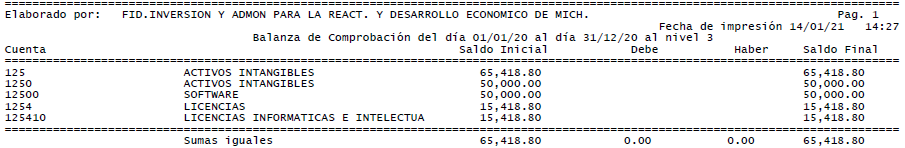 Elaborado por: FID.INVERSION Y ADMON PARA LA REACT. Y DESARROLLO ECONOMICO DE MICH. Pag. 1
Fecha de impresión 14/01/21 14:27
Balanza de Comprobación del día 01/01/20 al día 31/12/20 al nivel 3
Cuenta Saldo Inicial Debe Haber Saldo Final
125 ACTIVOS INTANGIBLES 65,418.80 65,418.80
1250 ACTIVOS INTANGIBLES 50,000.00 50,000.00
12500 SOFTWARE 50,000.00 50,000.00
1254 LICENCIAS 15,418.80 15,418.80
125410 LICENCIAS INFORMATICAS E INTELECTUA 15,418.80 15,418.80
Sumas iguales 65,418.80 0.00 0.00 65,418.80